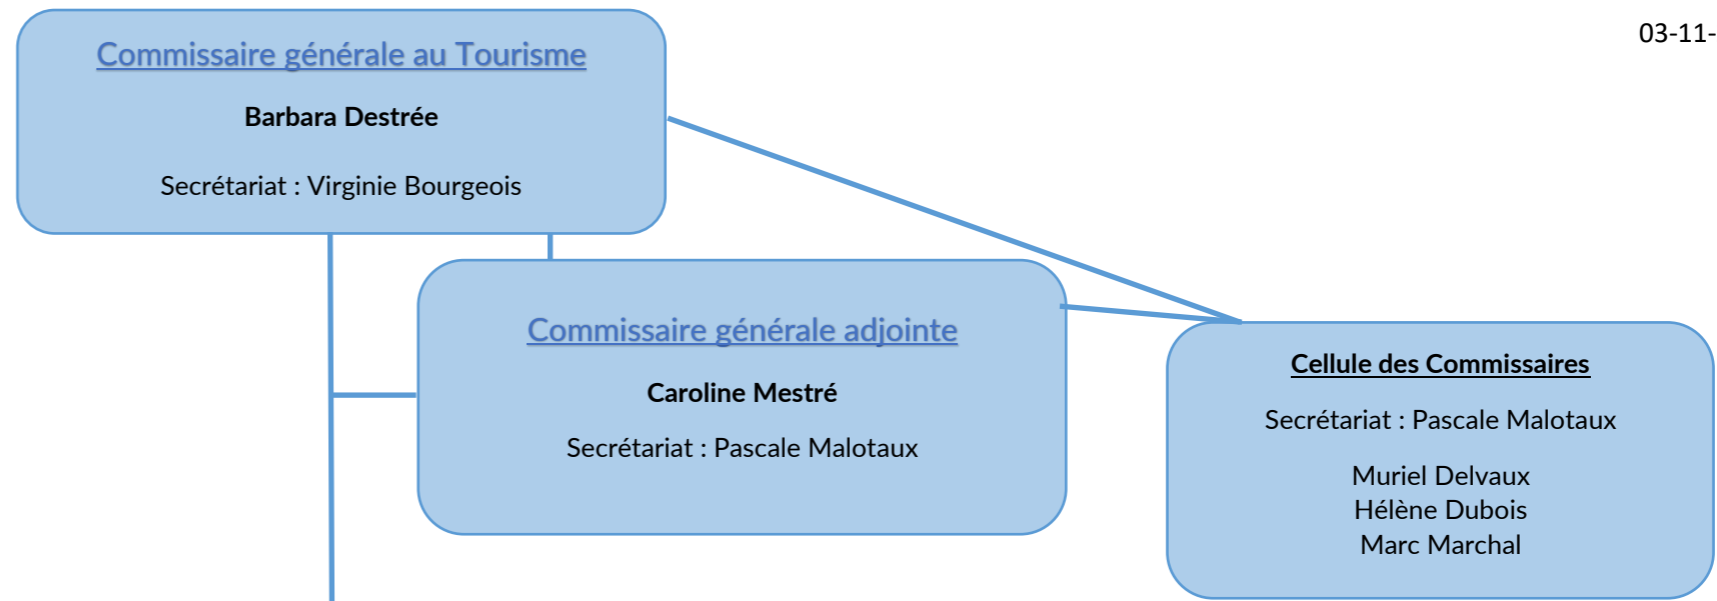 03-11-
Commissaire générale au Tourisme
Barbara Destrée
Secrétariat : Virginie Bourgeois
Commissaire générale adjointe
Caroline Mestré
Secrétariat : Pascale Malotaux
Cellule des Commissaires
Secrétariat : Pascale Malotaux
Muriel Delvaux
Hélène Dubois
Marc Marchal